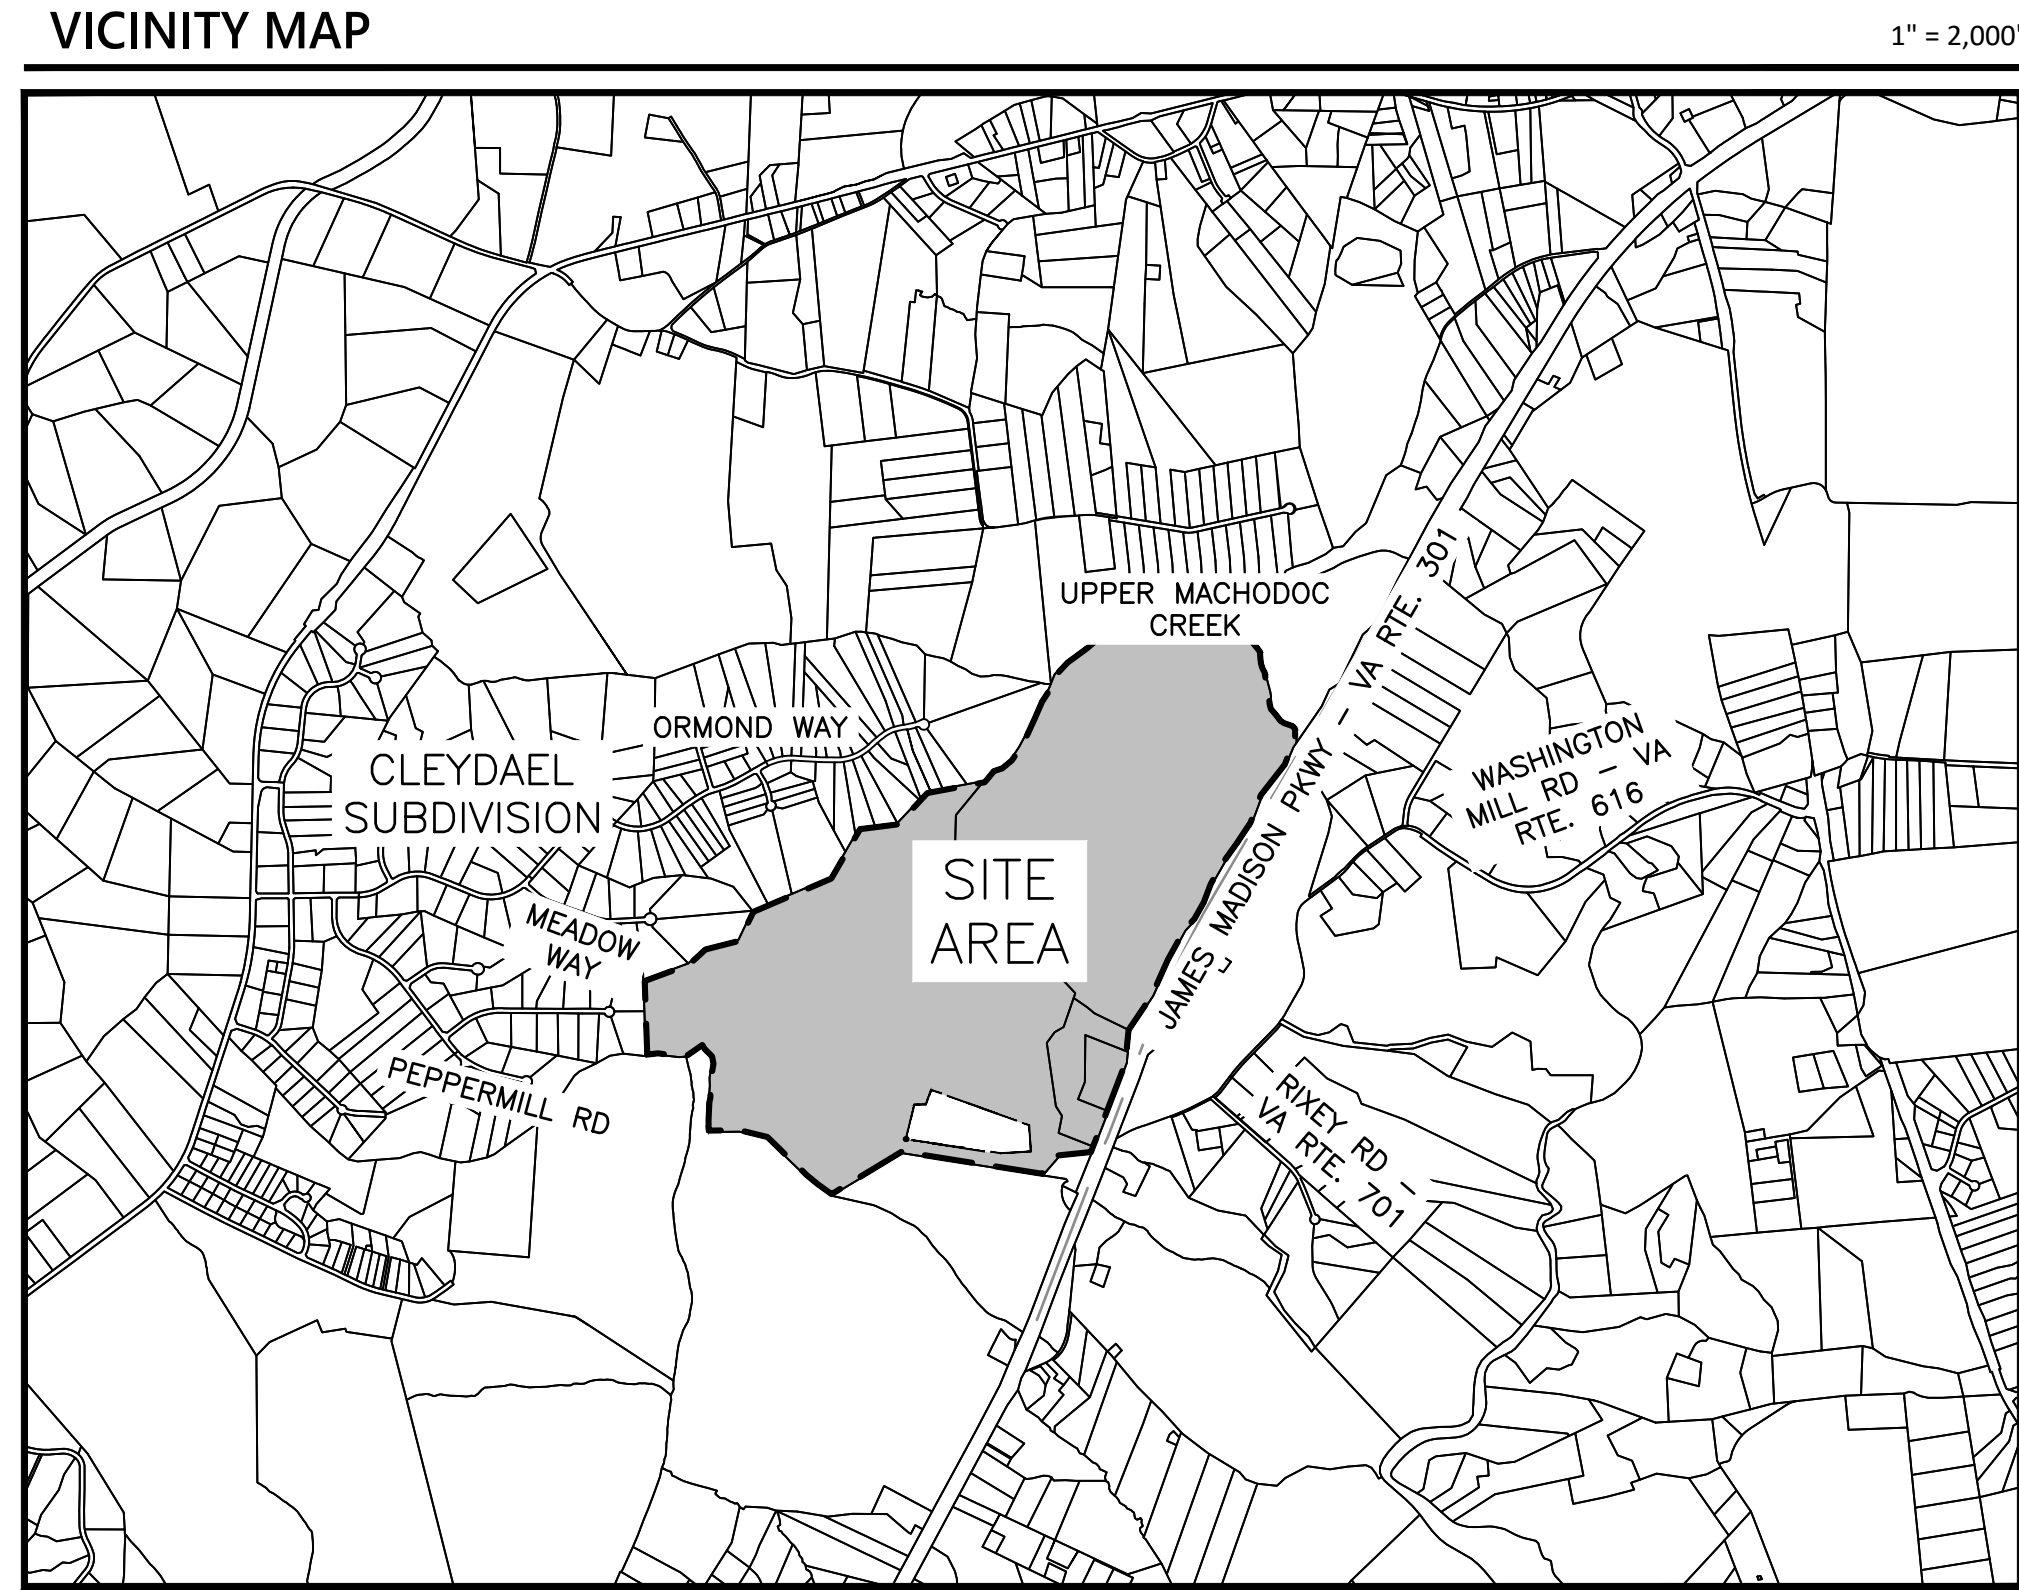 VICINITY MAP
1" = 2,000'
UPPER MACHODOC
CREEK
JAMES MADISON PKWY – VA RTE. 301
ORMOND WAY
CLEYDAEL
SUBDIVISION
WASHINGTON
MILL RD – VA
RTE. 616
SITE
AREA
MEADOW
WAY
PEPPERMILL RD
RIXEY RD –
VA RTE. 701